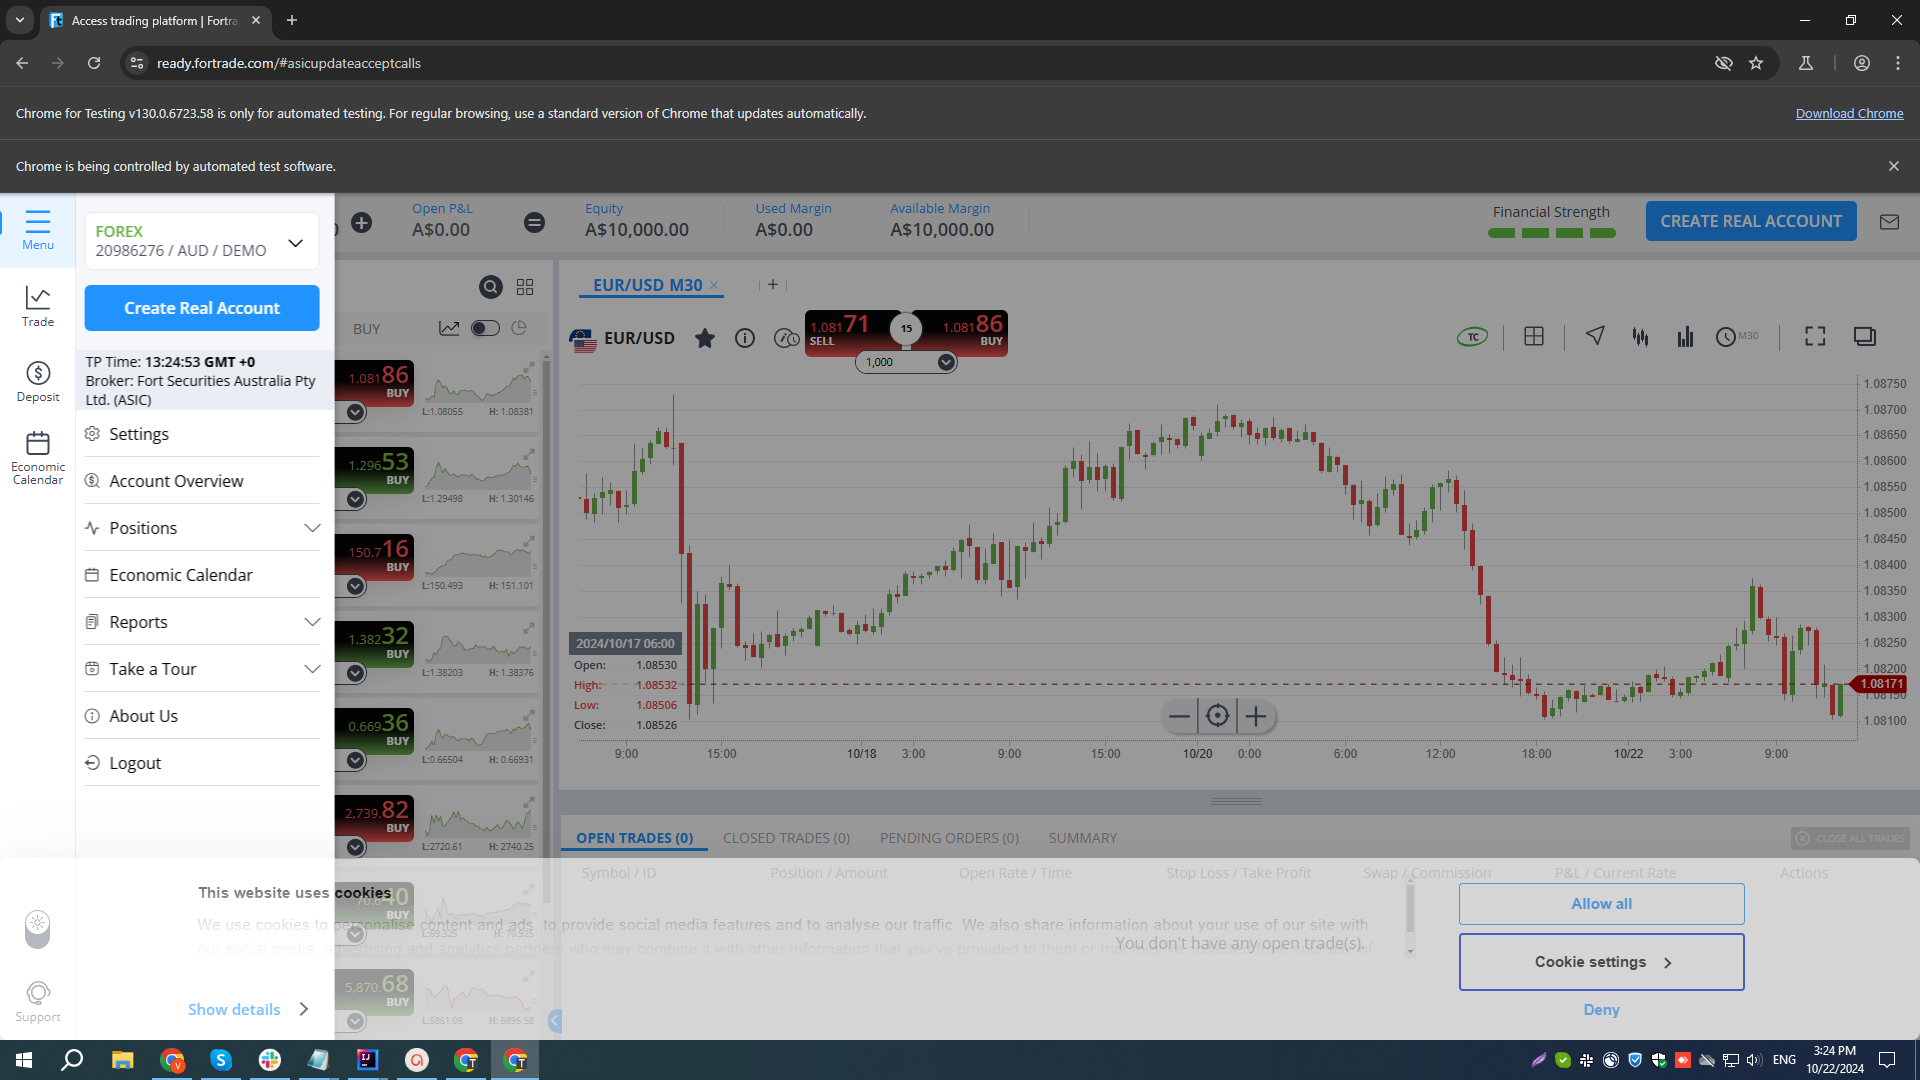 Access trading platform | Fortra
ready.fortrade.com/#asicupdateacceptcalls
Chrome for Testing v130.0.6723.58 is only for automated testing. For regular browsing, use a standard version of Chrome that updates automatically.
Download Chrome
Chrome is being controlled by automated test software.
Menu
Trade
Deposit
Economic
Calendar
Support
FOREX
20986276 / AUD / DEMO
Create Real Account
TP Time: 13:24:53 GMT +0
Broker: Fort Securities Australia Pty
Ltd. (ASIC)
Settings
Account Overview
Positions
Economic Calendar
Reports
Take a Tour
About Us
Logout
Open P&L
A$0.00
Equity
A$10,000.00
Used Margin
A$0.00
Available Margin
A$10,000.00
Financial Strength
CREATE REAL ACCOUNT
BUY
1.08186
BUY
L:1.08055 H: 1.08381
1.29653
BUY
L:1.29498 H: 1.30146
150.716
BUY
L:150.493 H: 151.101
1.38232
BUY
L:1.38203 H: 1.38376
0.66936
BUY
L:0.66504 H: 0.66931
2,739.82
BUY
L:2720.61 H: 2740.25
BUY
L:69.325 H: 70.925
5,870.68
BUY
L:5861.08 H: 5895.58
EUR/USD M30
EUR/USD
1.08171
SELL
15
1.08186
BUY
1,000
TC
M30
1.08750
1.08700
1.08650
1.08600
1.08550
1.08500
1.08450
1.08400
1.08350
1.08300
1.08250
1.08200
1.08171
1.08150
1.08100
2024/10/17 06:00
Open: 1.08530
High: 1.08532
Low: 1.08506
Close: 1.08526
9:00 15:00 10/18 3:00 9:00 15:00 10/20 0:00 6:00 12:00 18:00 10/22 3:00 9:00
OPEN TRADES (0)
CLOSED TRADES (0)
PENDING ORDERS (0)
SUMMARY
CLOSE ALL TRADES
Symbol / ID
Position / Amount
Open Rate / Time
Stop Loss / Take Profit
Swap / Commission
P&L / Current Rate
Actions
You don't have any open trade(s).
This website uses cookies
We use cookies to personalise content and ads, to provide social media features and to analyse our traffic. We also share information about your use of our site with
our social media, advertising and analytics partners who may combine it with other information that you've provided to them or that
Show details
Allow all
Cookie settings
Deny
ENG
3:24 PM
10/22/2024